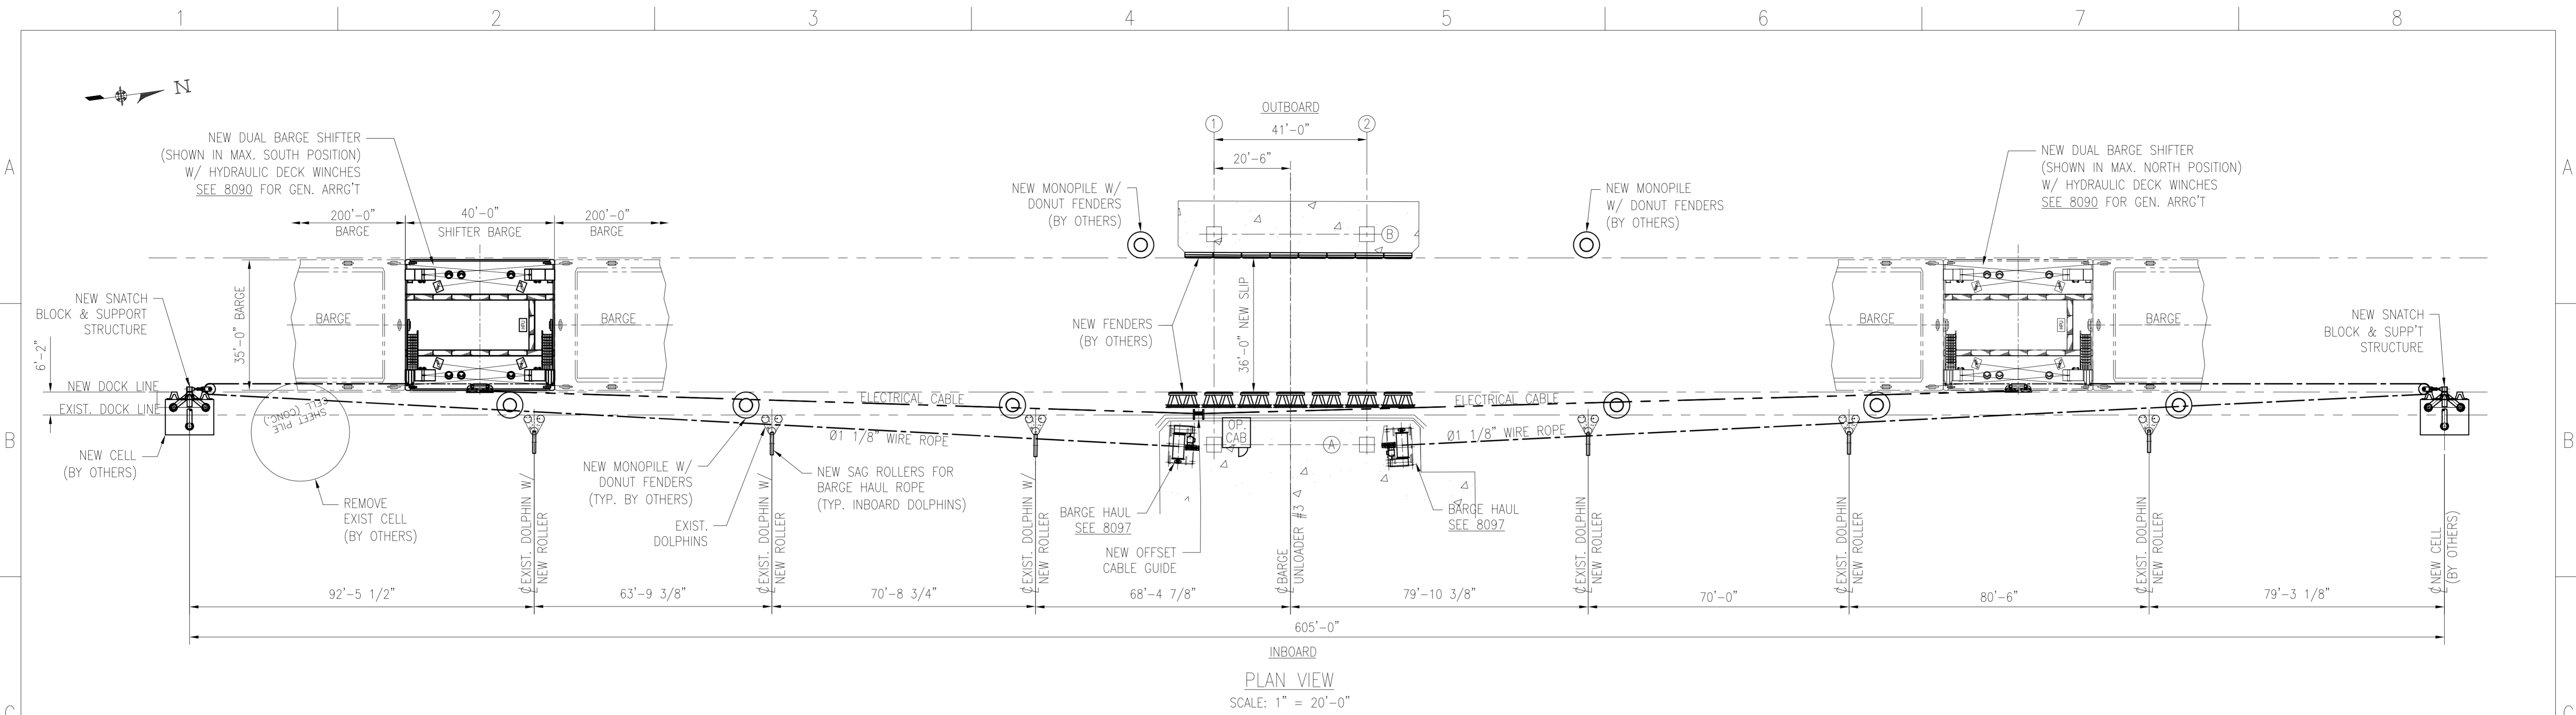 1 2 3 4 5 6 7 8
A
A
B
B
C
C
N
NEW DUAL BARGE SHIFTER
(SHOWN IN MAX. SOUTH POSITION)
W/ HYDRAULIC DECK WINCHES
SEE 8090 FOR GEN. ARRG'T
200'-0"
BARGE
40'-0"
SHIFTER BARGE
200'-0"
BARGE
35'-0" BARGE
BARGE
BARGE
HPU
NEW SNATCH
BLOCK & SUPPORT
STRUCTURE
6'-2"
NEW DOCK LINE
EXIST. DOCK LINE
NEW CELL
(BY OTHERS)
SHEET PILE
CELL (CONC.)
REMOVE
EXIST CELL
(BY OTHERS)
OUTBOARD
1
2
41'-0"
20'-6"
NEW MONOPILE W/
DONUT FENDERS
(BY OTHERS)
NEW MONOPILE
W/ DONUT FENDERS
(BY OTHERS)
B
NEW FENDERS
(BY OTHERS)
36'-0" NEW SLIP
NEW DUAL BARGE SHIFTER
(SHOWN IN MAX. NORTH POSITION)
W/ HYDRAULIC DECK WINCHES
SEE 8090 FOR GEN. ARRG'T
BARGE
BARGE
HPU
NEW SNATCH
BLOCK & SUPP'T
STRUCTURE
ELECTRICAL CABLE
ELECTRICAL CABLE
Ø1 1/8" WIRE ROPE
Ø1 1/8" WIRE ROPE
OP.
CAB
A
NEW MONOPILE W/
DONUT FENDERS
(TYP. BY OTHERS)
EXIST.
DOLPHINS
NEW SAG ROLLERS FOR
BARGE HAUL ROPE
(TYP. INBOARD DOLPHINS)
BARGE HAUL
SEE 8097
NEW OFFSET
CABLE GUIDE
BARGE HAUL
SEE 8097
℄ EXIST. DOLPHIN W/
NEW ROLLER
℄ EXIST. DOLPHIN W/
NEW ROLLER
℄ EXIST. DOLPHIN W/
NEW ROLLER
℄ BARGE
UNLOADER #3
℄ EXIST. DOLPHIN
NEW ROLLER
℄ EXIST. DOLPHIN
NEW ROLLER
℄ EXIST. DOLPHIN
NEW ROLLER
℄ NEW CELL
(BY OTHERS)
92'-5 1/2"
63'-9 3/8"
70'-8 3/4"
68'-4 7/8"
79'-10 3/8"
70'-0"
80'-6"
79'-3 1/8"
605'-0"
INBOARD
PLAN VIEW
SCALE: 1" = 20'-0"